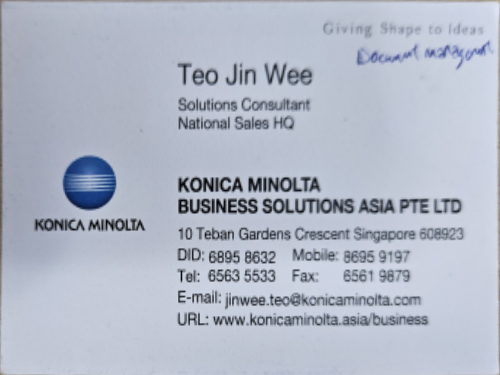 Giving Shape to Ideas
Document management
Teo Jin Wee
Solutions Consultant
National Sales HQ
KONICA MINOLTA
KONICA MINOLTA
BUSINESS SOLUTIONS ASIA PTE LTD
10 Teban Gardens Crescent Singapore 608923
DID: 6895 8632 Mobile: 8695 9197
Tel: 6563 5533 Fax: 6561 9879
E-mail: jinwee.teo@konicaminolta.com
URL: www.konicaminolta.asia/business